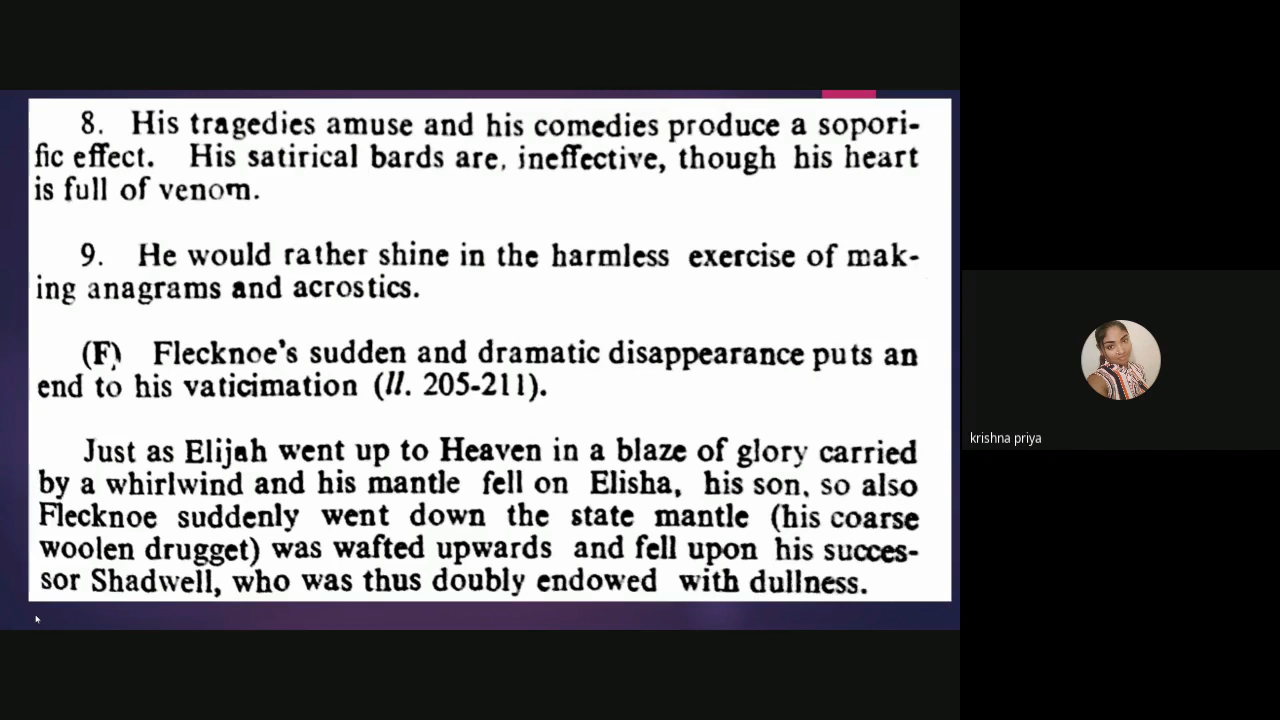 8. His tragedies amuse and his comedies produce a sopori-
fic effect. His satirical bards are, ineffective, though his heart
is full of venom.
9. He would rather shine in the harmless exercise of mak-
ing anagrams and acrostics.
(F) Flecknoe's sudden and dramatic disappearance puts an
end to his vaticimation (ll. 205-211).
Just as Elijah went up to Heaven in a blaze of glory carried
by a whirlwind and his mantle fell on Elisha, his son, so also
Flecknoe suddenly went down the state mantle (his coarse
woolen drugget) was wafted upwards and fell upon his succes-
sor Shadwell, who was thus doubly endowed with dullness.
krishna priya